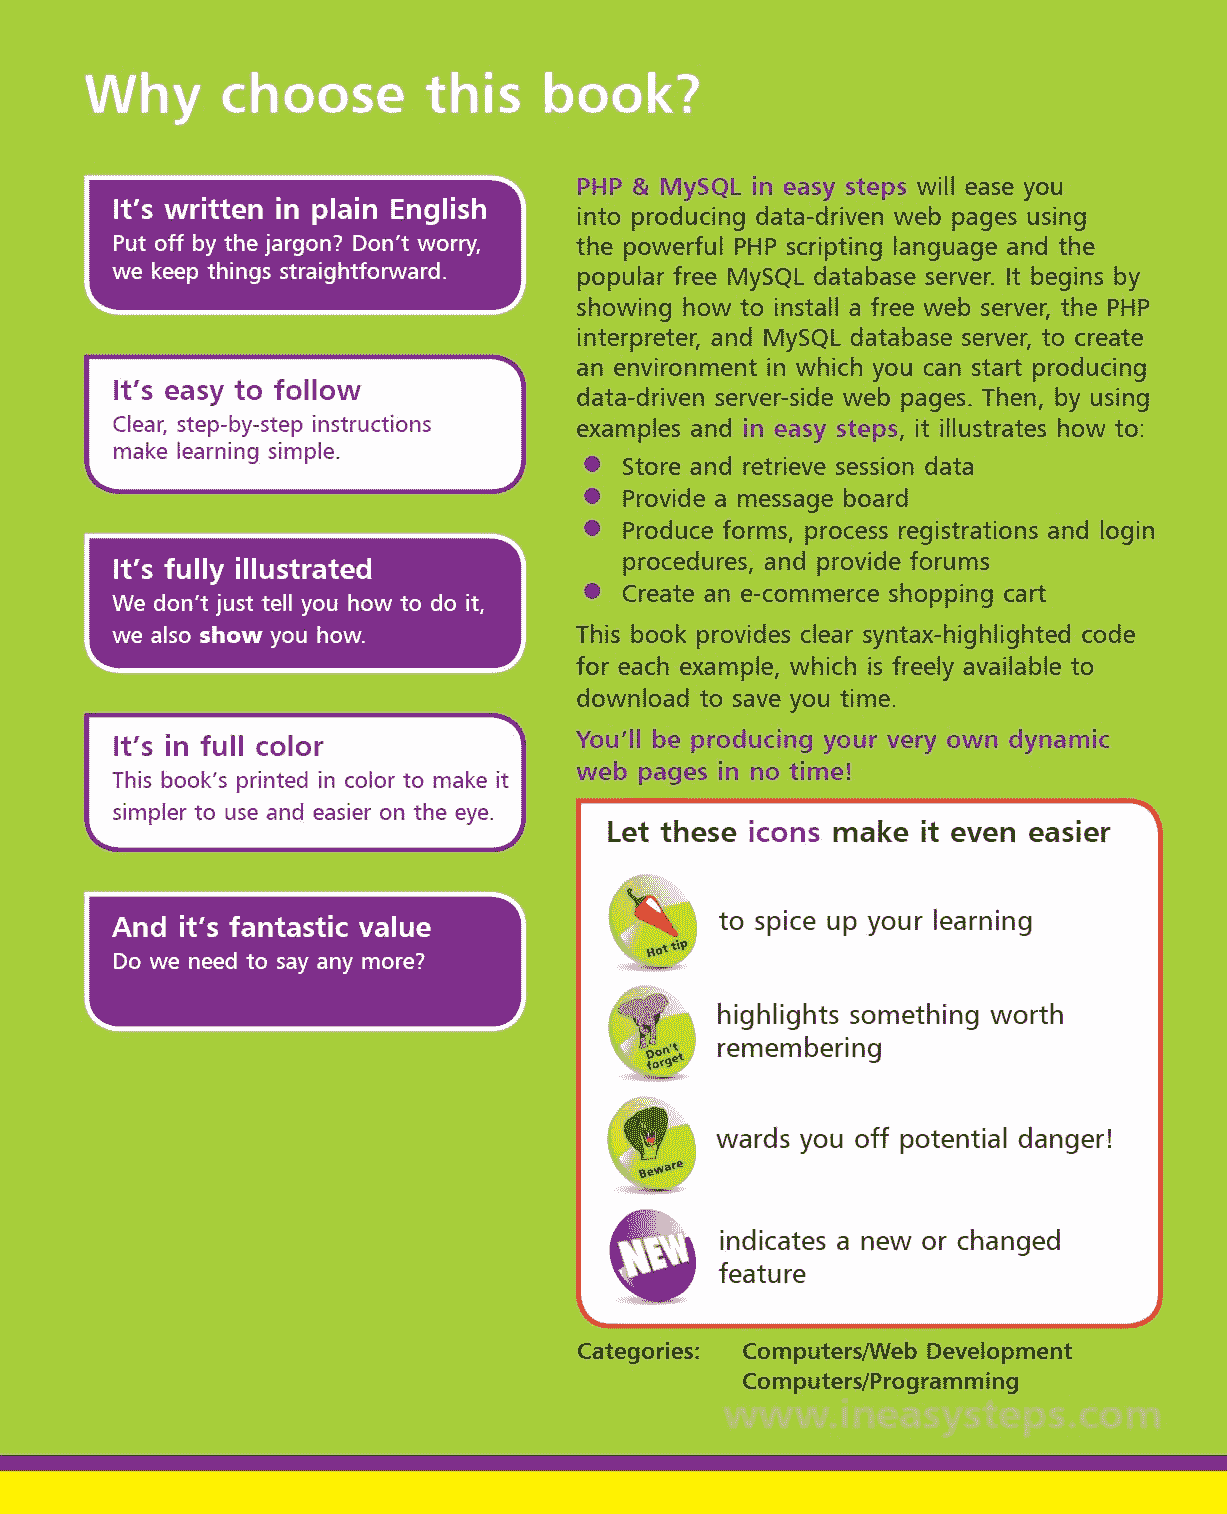 Why choose this book?
It's written in plain English
Put off by the jargon? Don't worry,
we keep things straightforward.
It's easy to follow
Clear, step-by-step instructions
make learning simple.
It's fully illustrated
We don't just tell you how to do it,
we also show you how.
It's in full color
This book's printed in color to make it
simpler to use and easier on the eye.
And it's fantastic value
Do we need to say any more?
PHP & MySQL in easy steps will ease you
into producing data-driven web pages using
the powerful PHP scripting language and the
popular free MySQL database server. It begins by
showing how to install a free web server, the PHP
interpreter, and MySQL database server, to create
an environment in which you can start producing
data-driven server-side web pages. Then, by using
examples and in easy steps, it illustrates how to:
● Store and retrieve session data
● Provide a message board
● Produce forms, process registrations and login
procedures, and provide forums
● Create an e-commerce shopping cart
This book provides clear syntax-highlighted code
for each example, which is freely available to
download to save you time.
You'll be producing your very own dynamic
web pages in no time!
Let these icons make it even easier
Hot tip
to spice up your learning
Don't
forget
highlights something worth
remembering
Beware
wards you off potential danger!
NEW
indicates a new or changed
feature
Categories: Computers/Web Development
Computers/Programming
www.ineasysteps.com